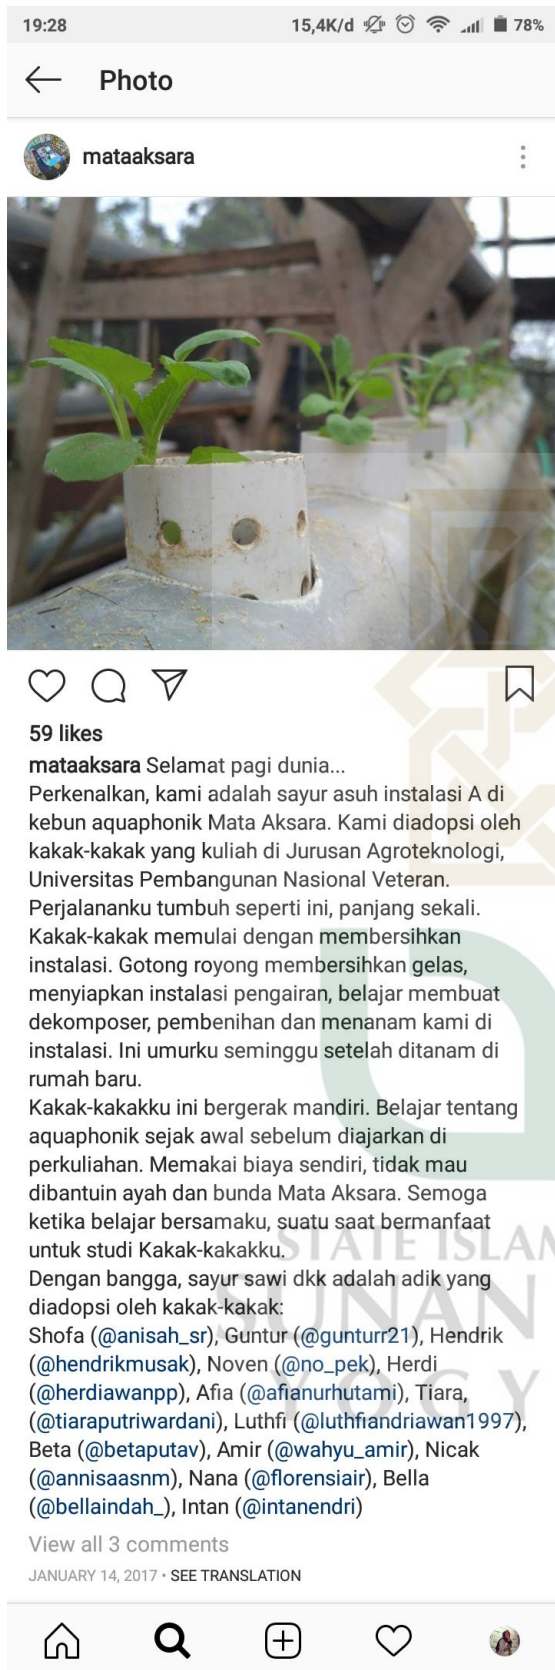 19:28
15,4K/d
78%
Photo
mataaksara
59 likes
mataaksara Selamat pagi dunia...
Perkenalkan, kami adalah sayur asuh instalasi A di
kebun aquaphonik Mata Aksara. Kami diadopsi oleh
kakak-kakak yang kuliah di Jurusan Agroteknologi,
Universitas Pembangunan Nasional Veteran.
Perjalananku tumbuh seperti ini, panjang sekali.
Kakak-kakak memulai dengan membersihkan
instalasi. Gotong royong membersihkan gelas,
menyiapkan instalasi pengairan, belajar membuat
dekomposer, pembenihan dan menanam kami di
instalasi. Ini umurku seminggu setelah ditanam di
rumah baru.
Kakak-kakakku ini bergerak mandiri. Belajar tentang
aquaphonik sejak awal sebelum diajarkan di
perkuliahan. Memakai biaya sendiri, tidak mau
dibantuin ayah dan bunda Mata Aksara. Semoga
ketika belajar bersamaku, suatu saat bermanfaat
untuk studi Kakak-kakakku.
Dengan bangga, sayur sawi dkk adalah adik yang
diadopsi oleh kakak-kakak:
Shofa (@anisah_sr), Guntur (@gunturr21), Hendrik
(@hendrikmusak), Noven (@no_pek), Herdi
(@herdiawanpp), Afia (@afianurhutami), Tiara,
(@tiaraputriwardani), Luthfi (@luthfiandriawan1997),
Beta (@betaputav), Amir (@wahyu_amir), Nicak
(@annisaasnm), Nana (@florensiair), Bella
(@bellaindah_), Intan (@intanendri)
View all 3 comments
JANUARY 14, 2017 • SEE TRANSLATION
STATE ISLAM
SUNAN
YOGY